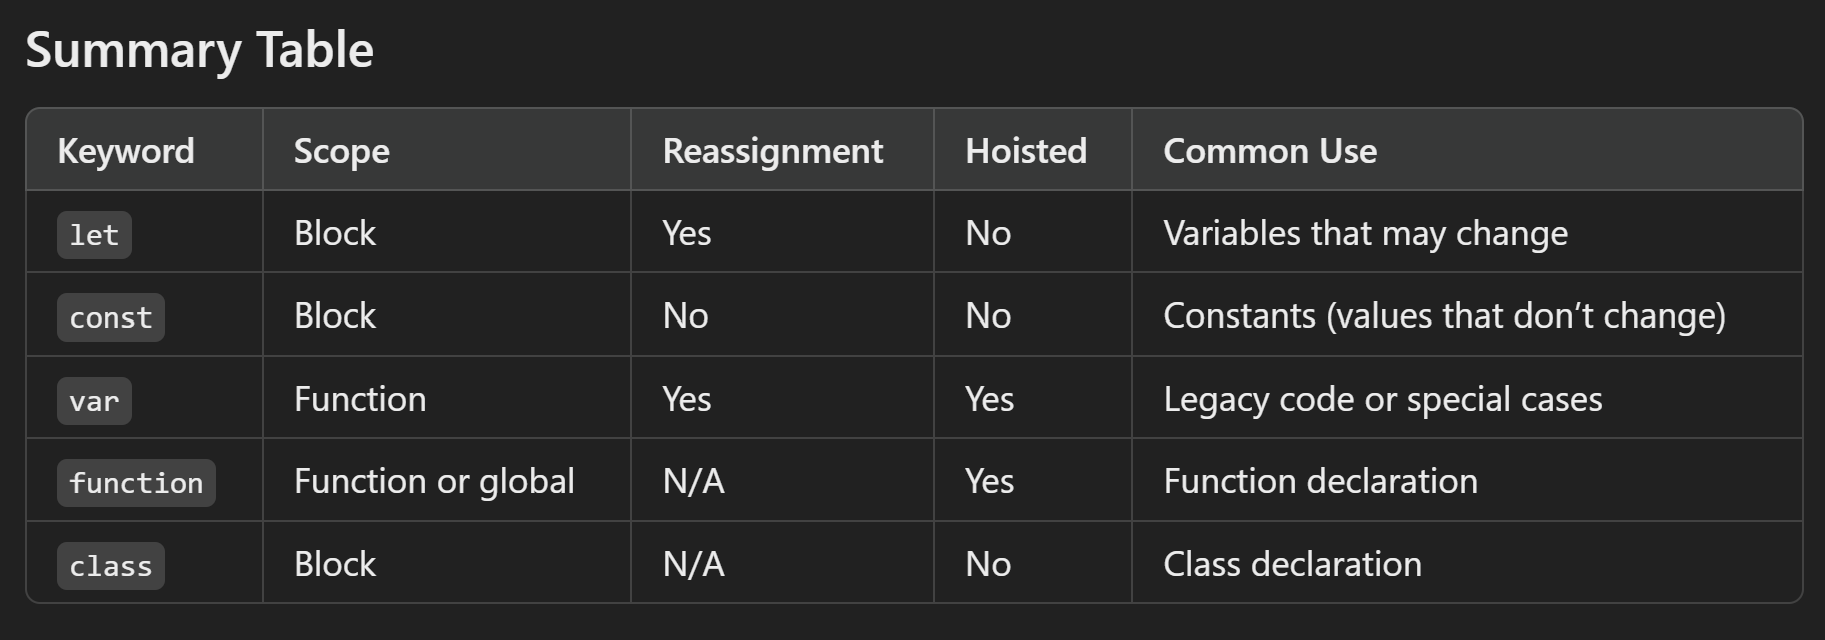 Summary Table
Keyword Scope Reassignment Hoisted Common Use
let Block Yes No Variables that may change
const Block No No Constants (values that don’t change)
var Function Yes Yes Legacy code or special cases
function Function or global N/A Yes Function declaration
class Block N/A No Class declaration